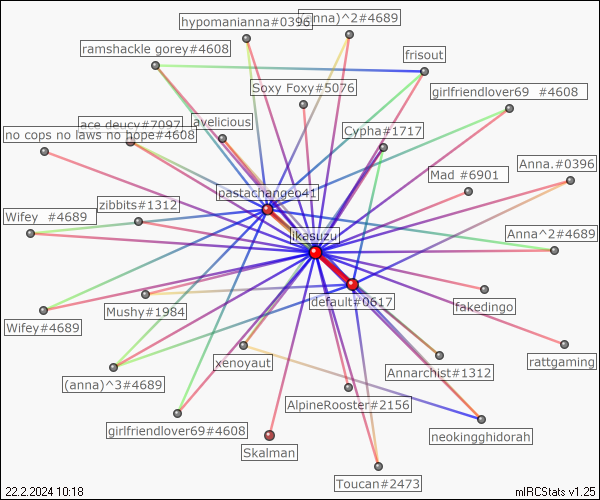 hypomanianna#0396
(anna)^2#4689
ramshackle gorey#4608
frisout
Soxy Foxy#5076
girlfriendlover69 #4608
ace deucy#7097
avelicious
no cops no laws no hope#4608
Cypha#1717
Anna.#0396
Mad #6901
pastachangeo41
zibbits#1312
Wifey #4689
ikasuzu
Anna^2#4689
default#0617
fakedingo
Mushy#1984
Wifey#4689
rattgaming
xenoyaut
Annarchist#1312
(anna)^3#4689
AlpineRooster#2156
girlfriendlover69#4608
neokingghidorah
Skalman
Toucan#2473
22.2.2024 10:18
mIRCStats v1.25